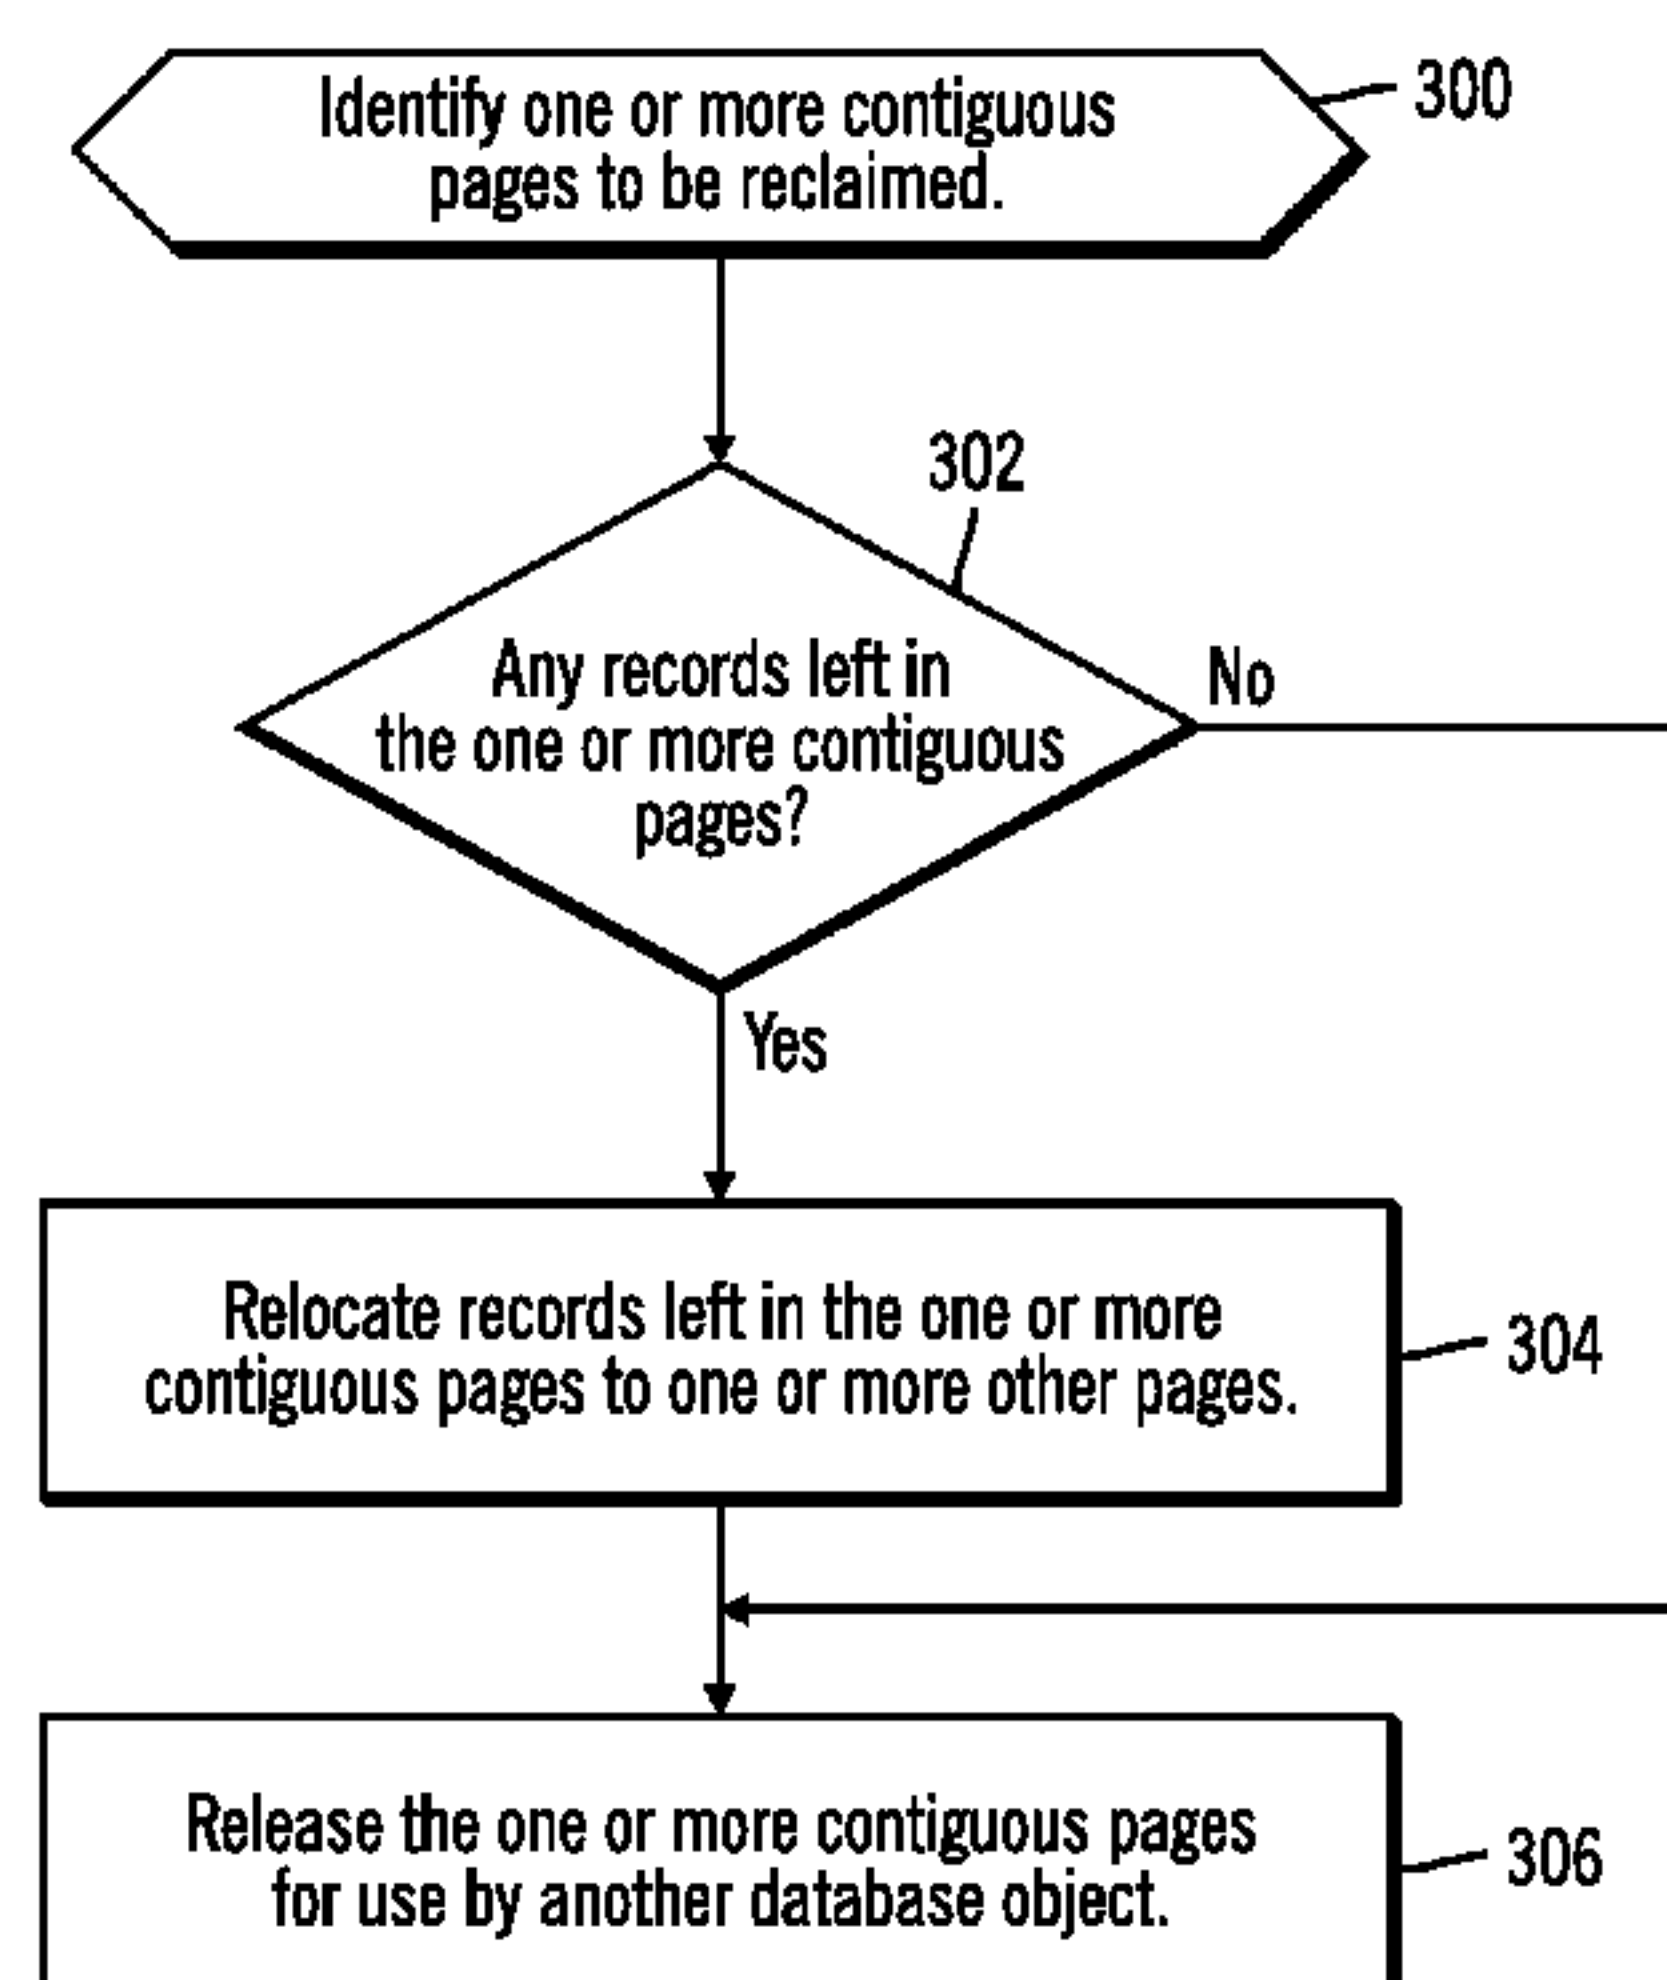 Identify one or more contiguous
pages to be reclaimed.
300
302
Any records left in
the one or more contiguous
pages?
No
Yes
Relocate records left in the one or more
contiguous pages to one or more other pages.
304
Release the one or more contiguous pages
for use by another database object.
306